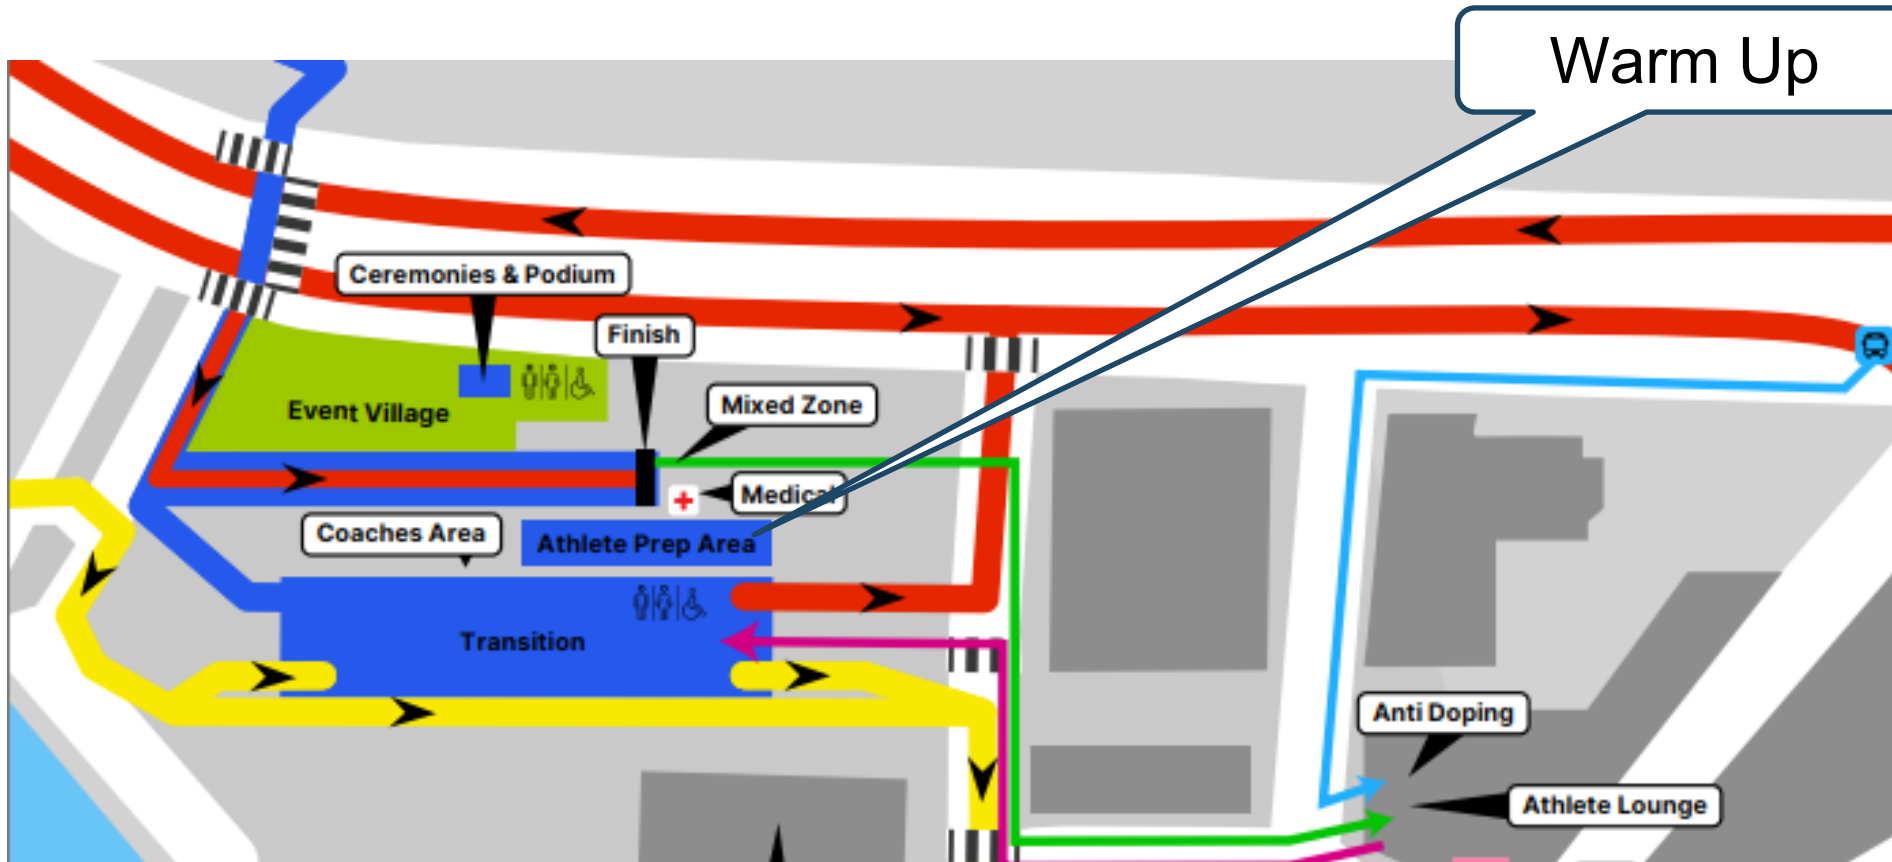 Warm Up
Ceremonies & Podium
Finish
Mixed Zone
Event Village
Medical
Coaches Area
Athlete Prep Area
Transition
Anti Doping
Athlete Lounge